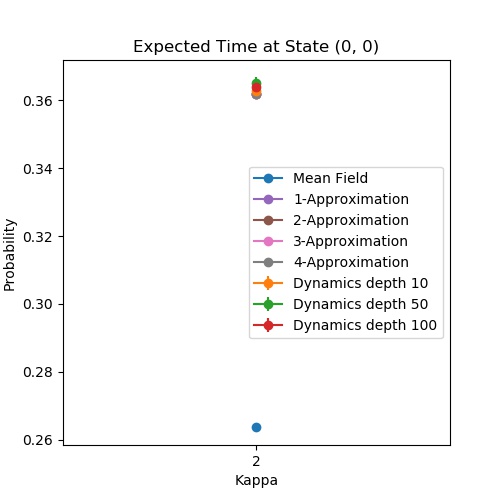 Expected Time at State (0, 0)
Probability
0.36
0.34
0.32
0.30
0.28
0.26
Mean Field
1-Approximation
2-Approximation
3-Approximation
4-Approximation
Dynamics depth 10
Dynamics depth 50
Dynamics depth 100
2
Kappa